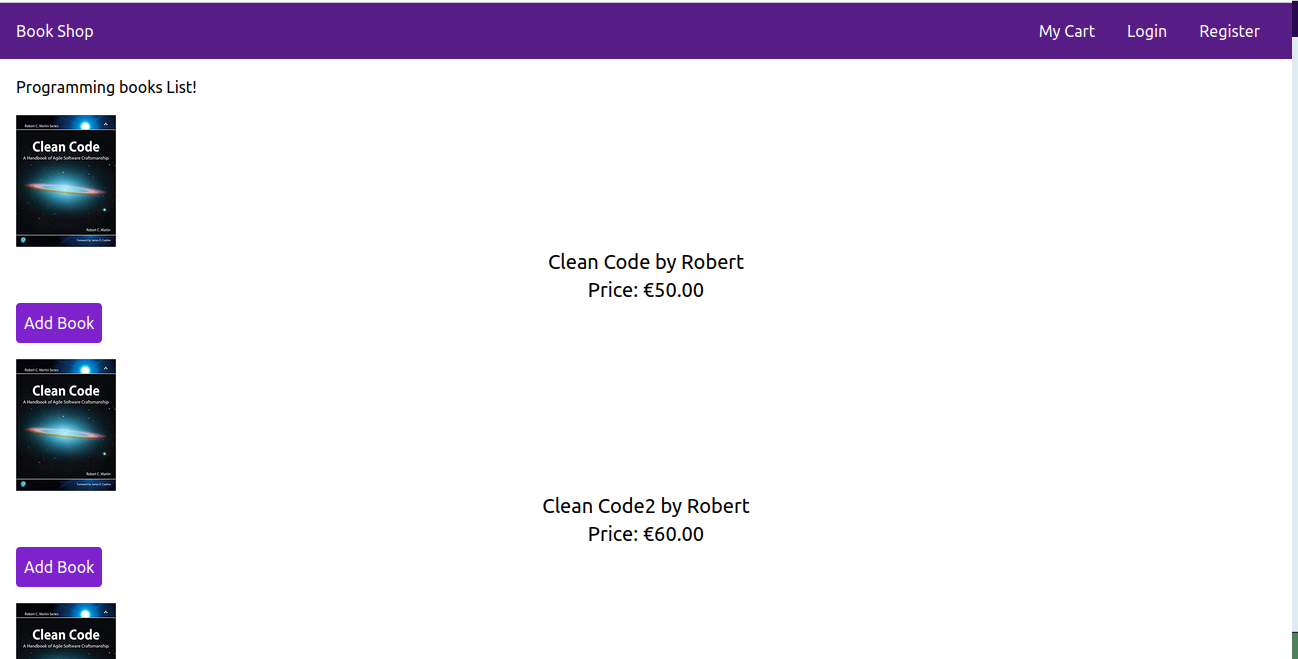 Book Shop
My Cart
Login
Register
Programming books List!
Robert C. Martin Series
Clean Code
A Handbook of Agile Software Craftsmanship
Robert C. Martin
Foreword by James O. Coplien
Clean Code by Robert
Price: €50.00
Add Book
Robert C. Martin Series
Clean Code
A Handbook of Agile Software Craftsmanship
Robert C. Martin
Foreword by James O. Coplien
Clean Code2 by Robert
Price: €60.00
Add Book
Robert C. Martin Series
Clean Code
A Handbook of Agile Software Craftsmanship